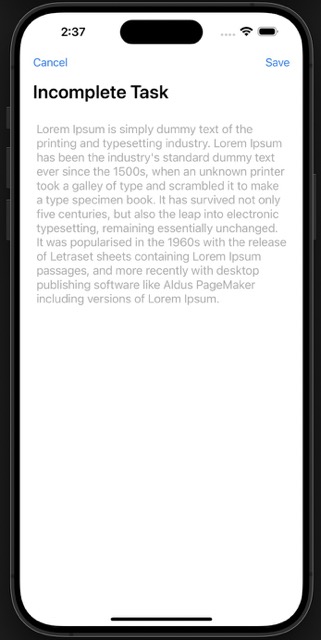 2:37
Cancel
Save
Incomplete Task
Lorem Ipsum is simply dummy text of the
printing and typesetting industry. Lorem Ipsum
has been the industry's standard dummy text
ever since the 1500s, when an unknown printer
took a galley of type and scrambled it to make
a type specimen book. It has survived not only
five centuries, but also the leap into electronic
typesetting, remaining essentially unchanged.
It was popularised in the 1960s with the release
of Letraset sheets containing Lorem Ipsum
passages, and more recently with desktop
publishing software like Aldus PageMaker
including versions of Lorem Ipsum.